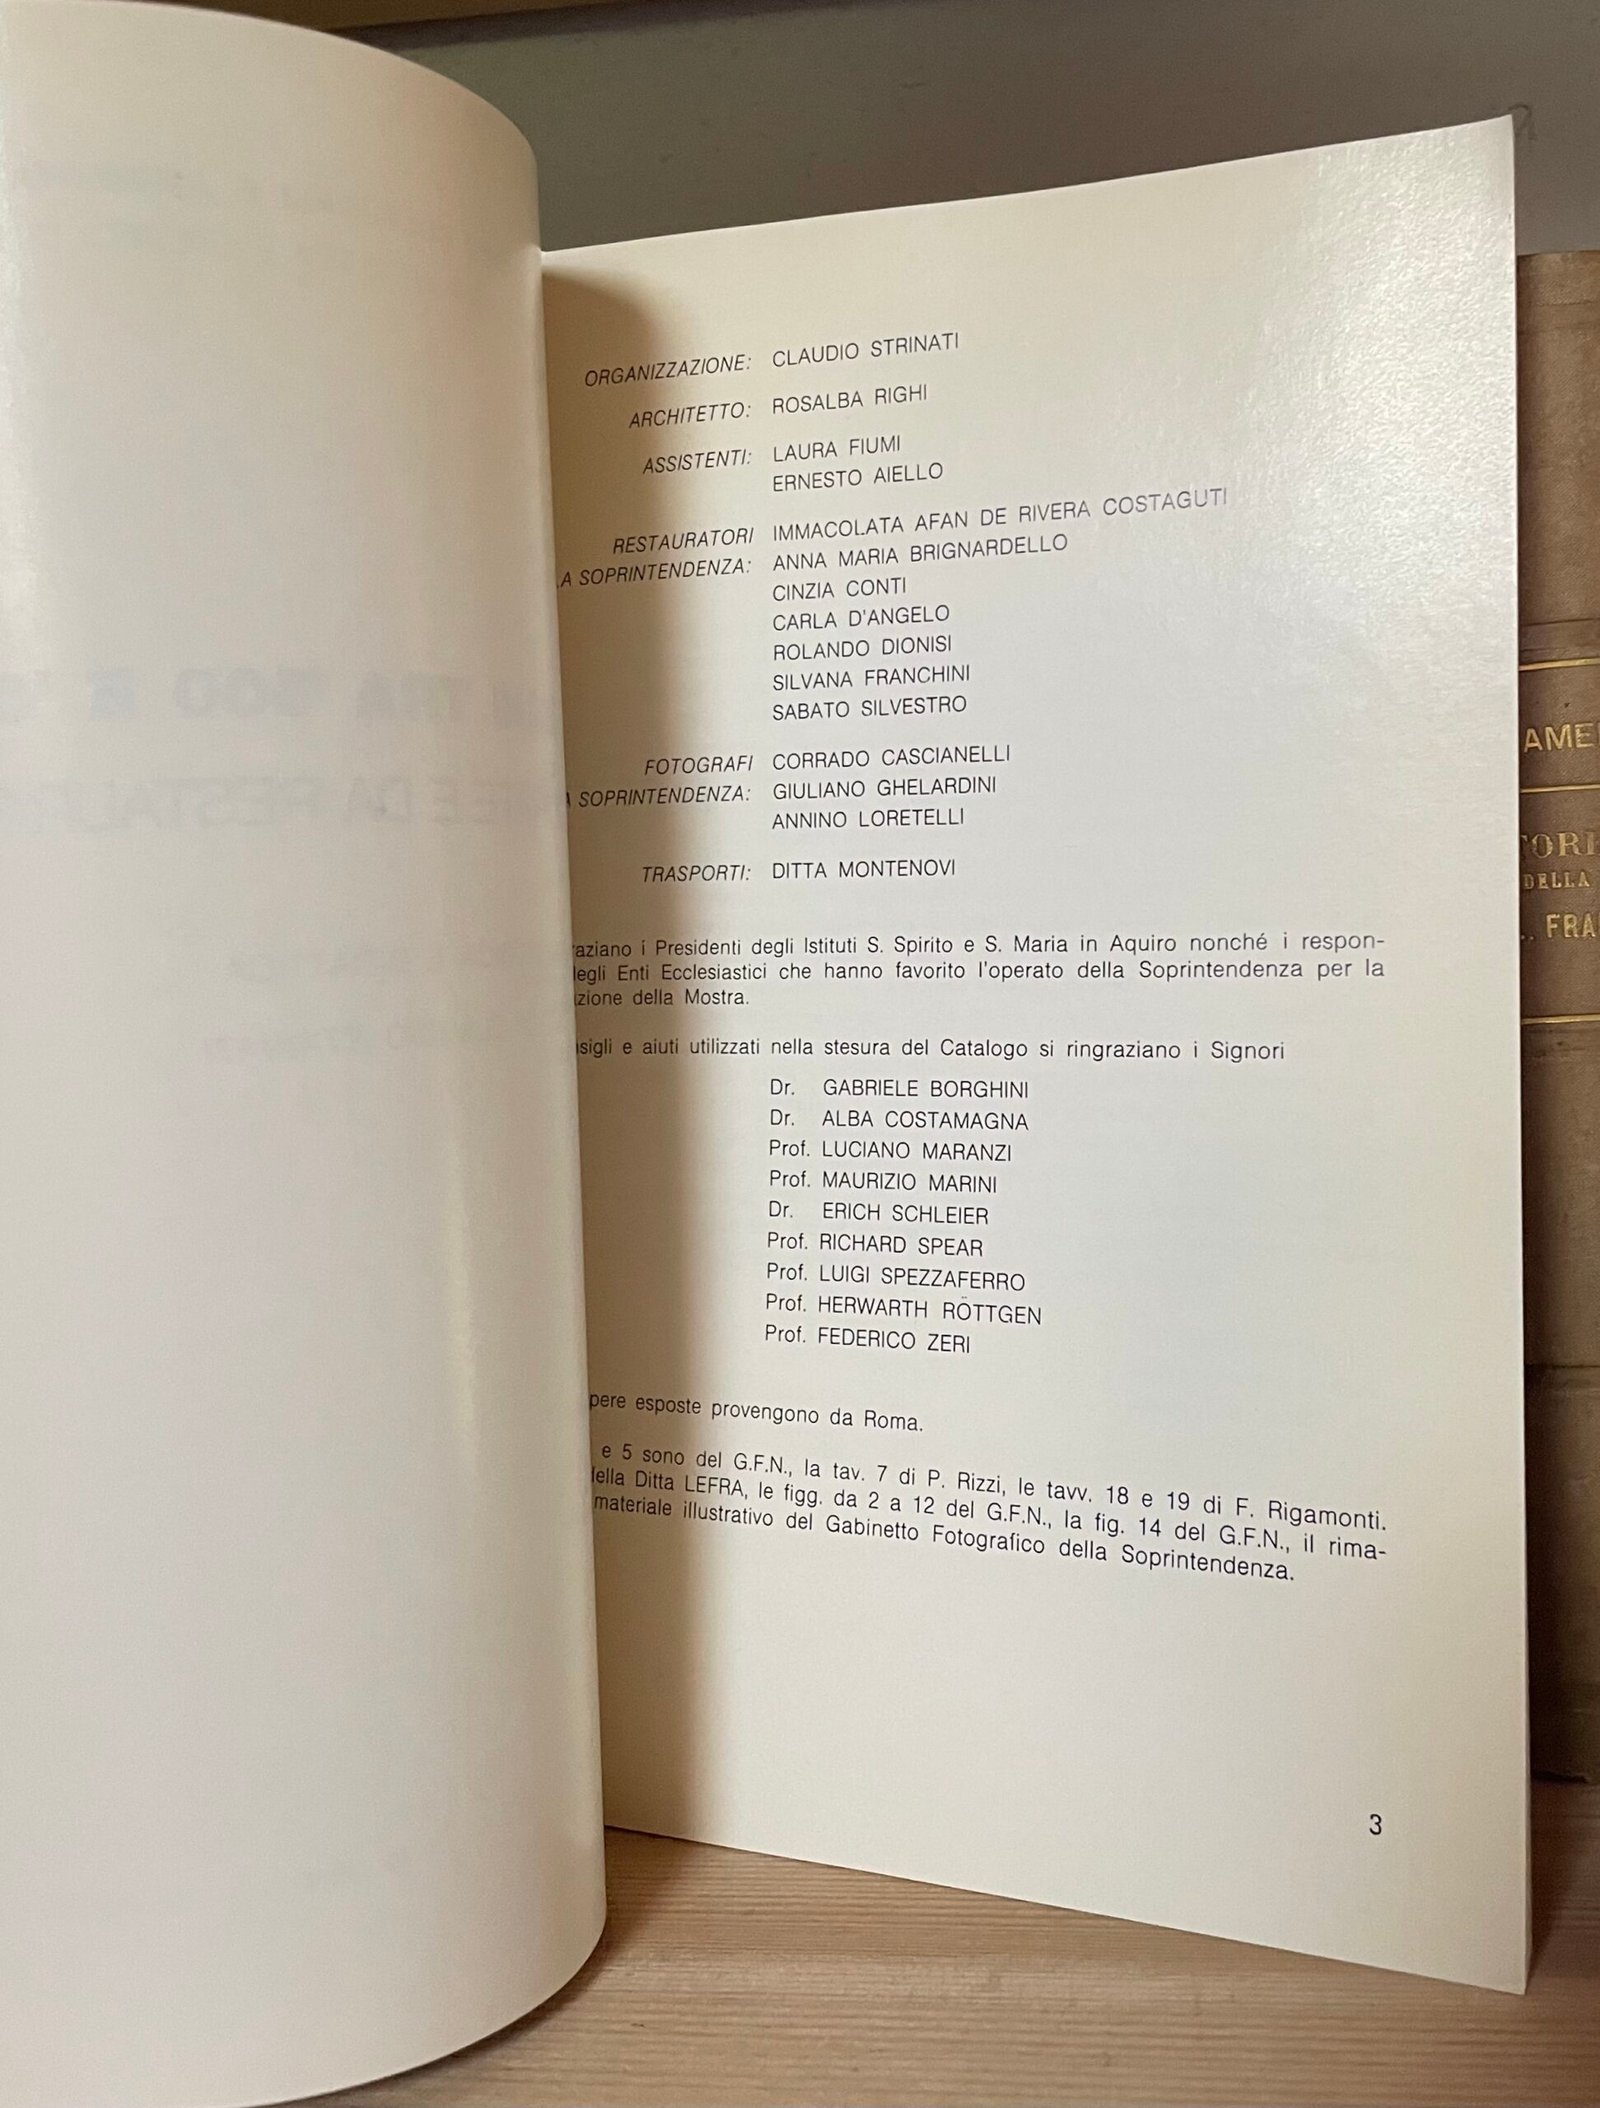 ORGANIZZAZIONE: CLAUDIO STRINATI
ARCHITETTO: ROSALBA RIGHI
ASSISTENTI: LAURA FIUMI
ERNESTO AIELLO
RESTAURATORI IMMACOLATA AFAN DE RIVERA COSTAGUTI
A SOPRINTENDENZA: ANNA MARIA BRIGNARDELLO
CINZIA CONTI
CARLA D'ANGELO
ROLANDO DIONISI
SILVANA FRANCHINI
SABATO SILVESTRO
FOTOGRAFI CORRADO CASCIANELLI
A SOPRINTENDENZA: GIULIANO GHELARDINI
ANNINO LORETELLI
TRASPORTI: DITTA MONTENOVI
raziano i Presidenti degli Istituti S. Spirito e S. Maria in Aquiro nonché i respon-
legli Enti Ecclesiastici che hanno favorito l'operato della Soprintendenza per la
izione della Mostra.
sigli e aiuti utilizzati nella stesura del Catalogo si ringraziano i Signori
Dr. GABRIELE BORGHINI
Dr. ALBA COSTAMAGNA
Prof. LUCIANO MARANZI
Prof. MAURIZIO MARINI
Dr. ERICH SCHLEIER
Prof. RICHARD SPEAR
Prof. LUIGI SPEZZAFERRO
Prof. HERWARTH RÖTTGEN
Prof. FEDERICO ZERI
pere esposte provengono da Roma.
e 5 sono del G.F.N., la tav. 7 di P. Rizzi, le tavv. 18 e 19 di F. Rigamonti.
lella Ditta LEFRA, le figg. da 2 a 12 del G.F.N., la fig. 14 del G.F.N., il rima-
materiale illustrativo del Gabinetto Fotografico della Soprintendenza.
3
AME
TORI
DELLA
FRA